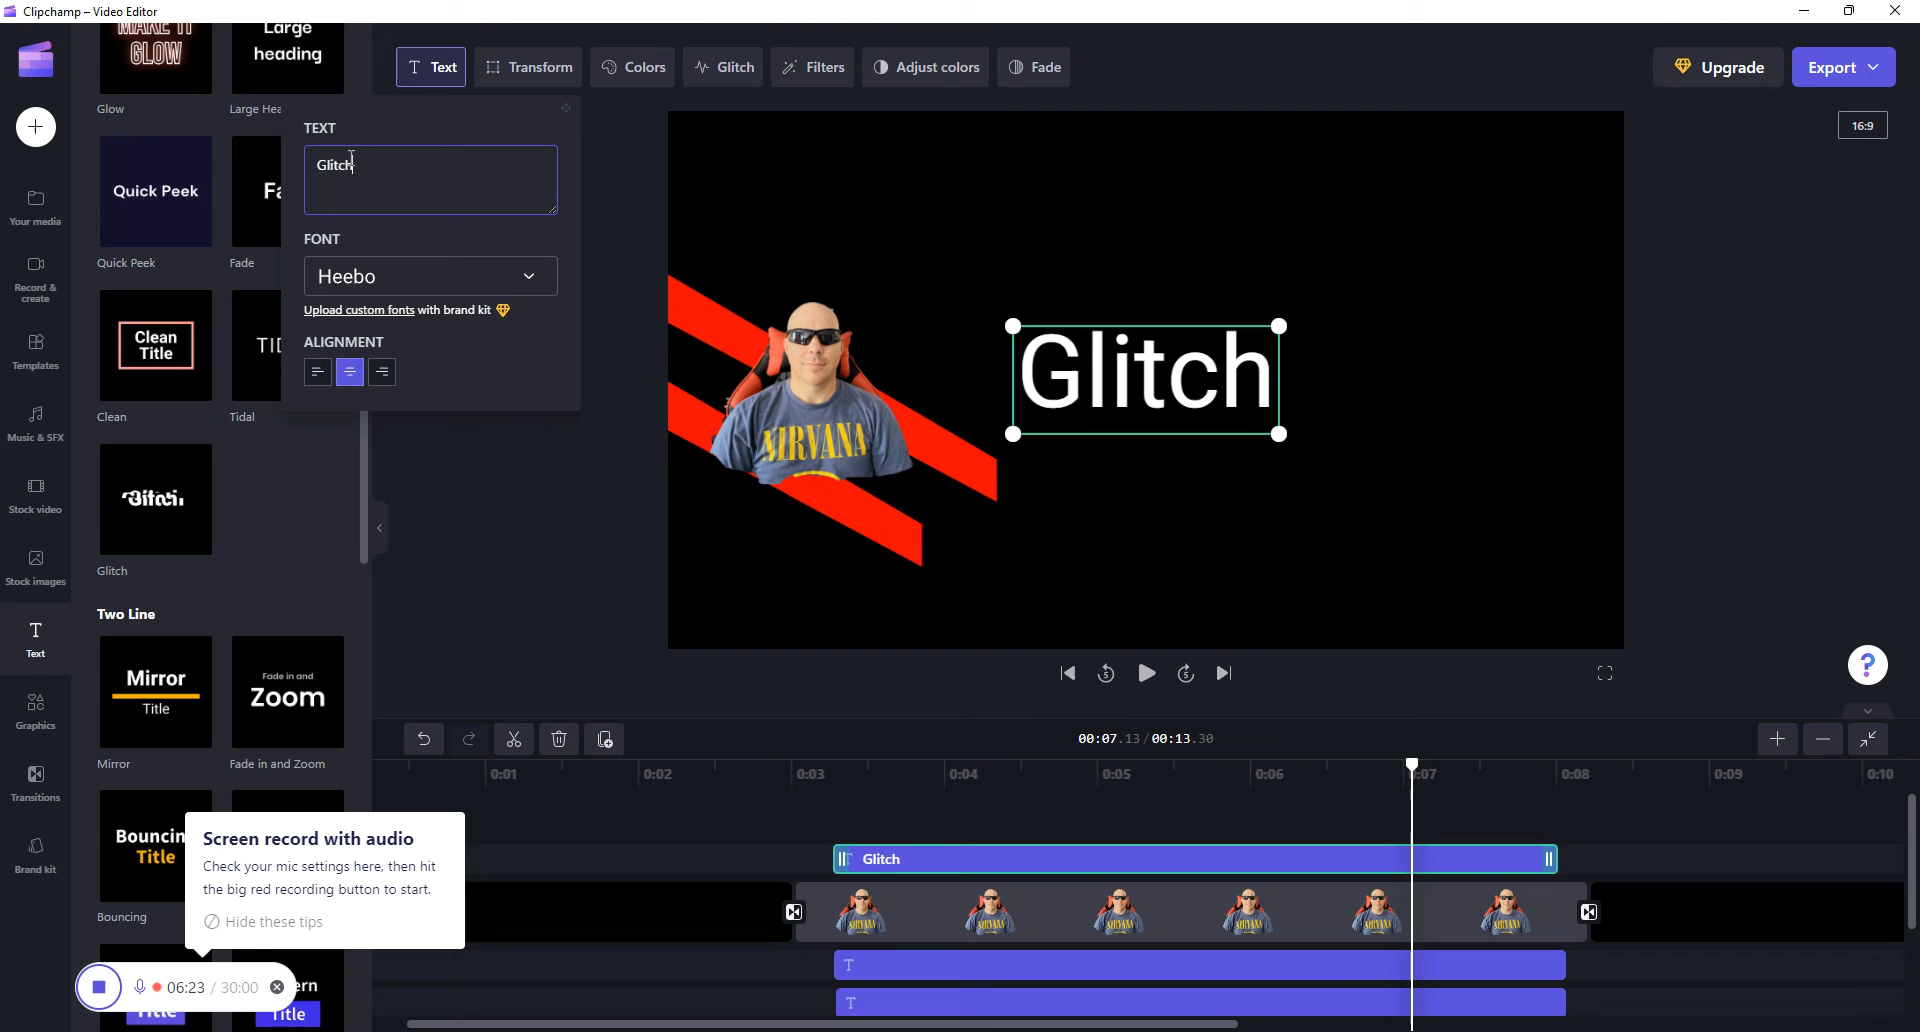 Clipchamp – Video Editor
MAKE IT
GLOW
Large
heading
Glow
Large Hea
Text
Transform
Colors
Glitch
Filters
Adjust colors
Fade
Upgrade
Export
16:9
TEXT
Glitch
FONT
Heebo
Upload custom fonts with brand kit
ALIGNMENT
Your media
Record &
create
Templates
Music & SFX
Stock video
Stock images
Text
Graphics
Transitions
Brand kit
Quick Peek
Fa
Quick Peek
Fade
Clean
Title
TID
Clean
Tidal
Glitch
Glitch
Two Line
Mirror
Title
Fade in and
Zoom
Mirror
Fade in and Zoom
Bouncin
Title
Bouncing
ern
Title
Title
Glitch
NIRVANA
5
5
?
00:07.13 / 00:13.30
0:01
0:02
0:03
0:04
0:05
0:06
0:07
0:08
0:09
0:10
Glitch
T
T
Screen record with audio
Check your mic settings here, then hit
the big red recording button to start.
Hide these tips
06:23 / 30:00